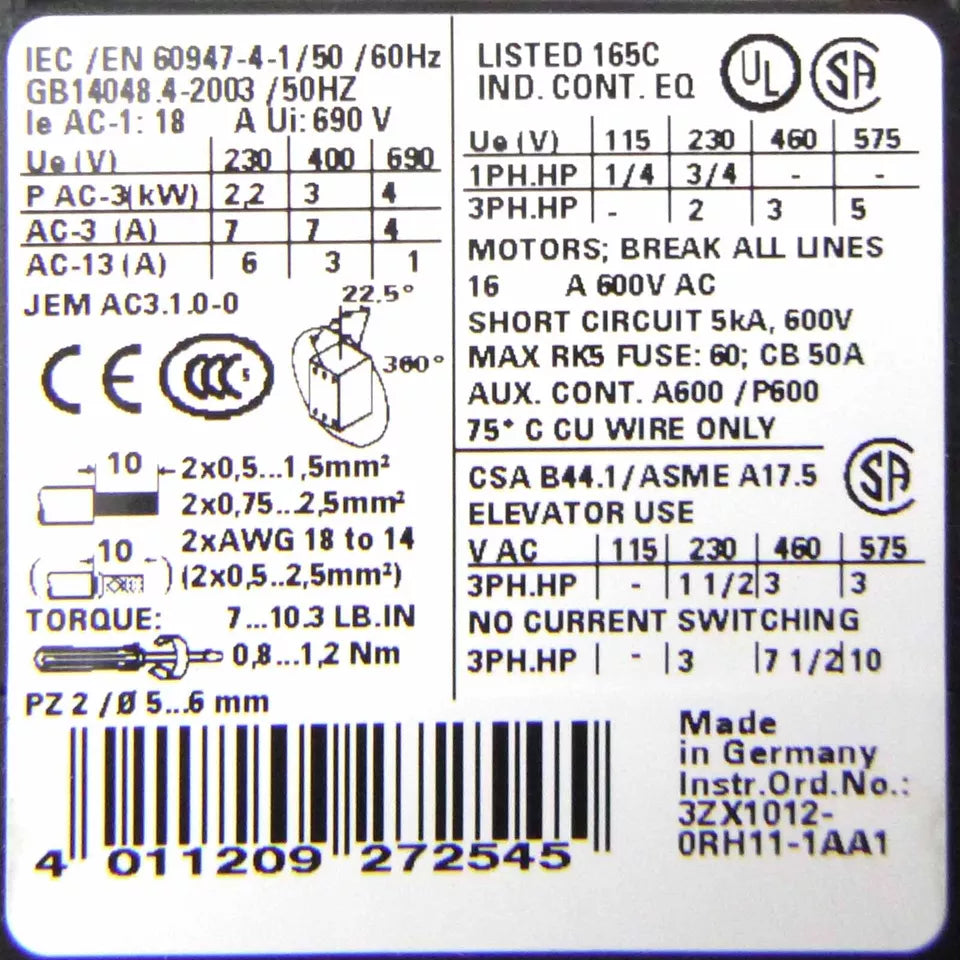 IEC /EN 60947-4-1/50 /60Hz
GB14048.4-2003 /50HZ
Ie AC-1: 18 A Ui: 690 V
Ue (V) 230 400 690
P AC-3(kW) 2,2 3 4
AC-3 (A) 7 7 4
AC-13 (A) 6 3 1
JEM AC3.1.0-0
22.5°
360°
CE CCC S
10 2x0,5...1,5mm²
2x0,75...2,5mm²
2xAWG 18 to 14
10 (2x0,5..2,5mm²)
TORQUE: 7...10.3 LB.IN
0,8...1,2 Nm
PZ 2 /Ø 5...6 mm
LISTED 165C
IND. CONT. EQ
UL SA
Ue (V) 115 230 460 575
1PH.HP 1/4 3/4 - -
3PH.HP - 2 3 5
MOTORS; BREAK ALL LINES
16 A 600V AC
SHORT CIRCUIT 5kA, 600V
MAX RK5 FUSE: 60; CB 50A
AUX. CONT. A600 /P600
75° C CU WIRE ONLY
CSA B44.1/ASME A17.5
ELEVATOR USE
SA
V AC 115 230 460 575
3PH.HP - 1 1/2 3 3
NO CURRENT SWITCHING
3PH.HP - 3 7 1/2 10
4 011209 272545
Made
in Germany
Instr.Ord.No.:
3ZX1012-
0RH11-1AA1